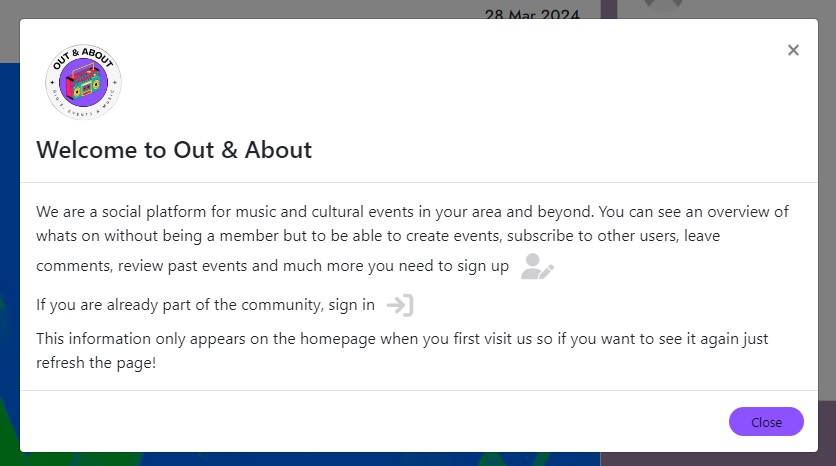 28 Mar 2024
×
OUT & ABOUT
GIGS, EVENTS & MUSIC
Welcome to Out & About
We are a social platform for music and cultural events in your area and beyond. You can see an overview of
whats on without being a member but to be able to create events, subscribe to other users, leave
comments, review past events and much more you need to sign up
If you are already part of the community, sign in
This information only appears on the homepage when you first visit us so if you want to see it again just
refresh the page!
Close